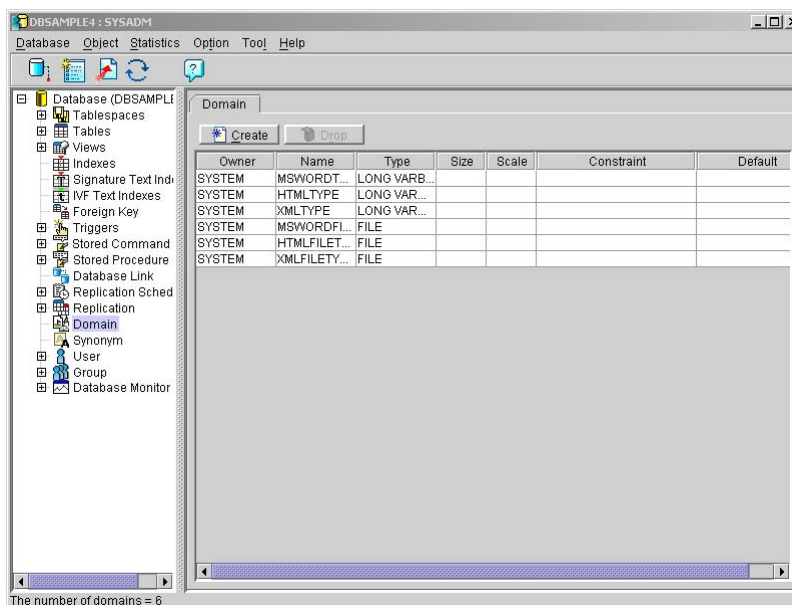 DBSAMPLE4 : SYSADM
Database Object Statistics Option Tool Help
Database (DBSAMPLE
Tablespaces
Tables
Views
Indexes
Signature Text Inde
IVF Text Indexes
Foreign Key
Triggers
Stored Command
Stored Procedure
Database Link
Replication Sched
Replication
Domain
Synonym
User
Group
Database Monitor
Domain
Create Drop
Owner Name Type Size Scale Constraint Default
SYSTEM MSWORDT... LONG VARB...
SYSTEM HTMLTYPE LONG VAR...
SYSTEM XMLTYPE LONG VAR...
SYSTEM MSWORDFI... FILE
SYSTEM HTMLFILET... FILE
SYSTEM XMLFILETY... FILE
The number of domains = 6